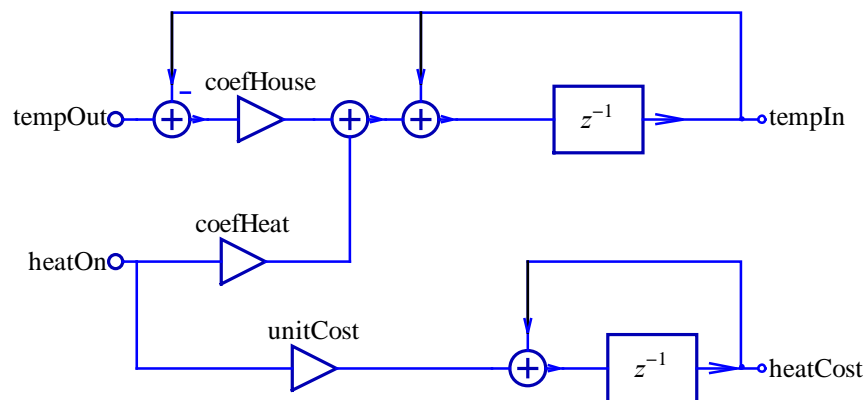 coefHouse
−
tempOut
z⁻¹
tempIn
coefHeat
heatOn
unitCost
z⁻¹
heatCost